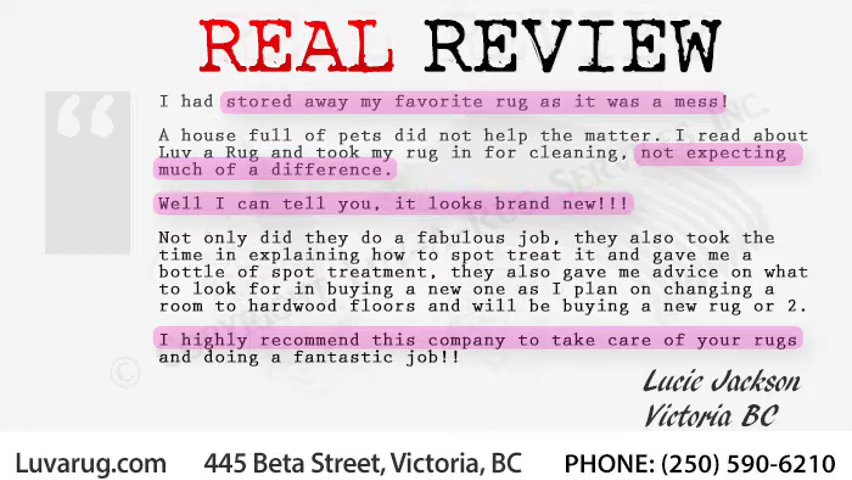 REAL REVIEW
“
I had stored away my favorite rug as it was a mess!
A house full of pets did not help the matter. I read about
Luv a Rug and took my rug in for cleaning, not expecting
much of a difference.
Well I can tell you, it looks brand new!!!
Not only did they do a fabulous job, they also took the
time in explaining how to spot treat it and gave me a
bottle of spot treatment, they also gave me advice on what
to look for in buying a new one as I plan on changing a
room to hardwood floors and will be buying a new rug or 2.
I highly recommend this company to take care of your rugs
and doing a fantastic job!!
Lucie Jackson
Victoria BC
Luvarug.com 445 Beta Street, Victoria, BC PHONE: (250) 590-6210